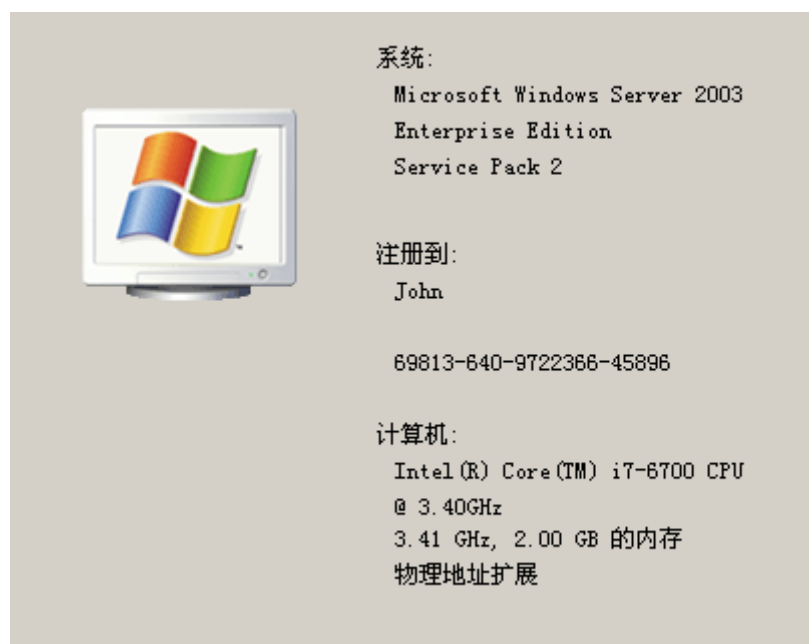 系统:
Microsoft Windows Server 2003
Enterprise Edition
Service Pack 2
注册到:
John
69813-640-9722366-45896
计算机:
Intel(R) Core(TM) i7-6700 CPU
@ 3.40GHz
3.41 GHz, 2.00 GB 的内存
物理地址扩展